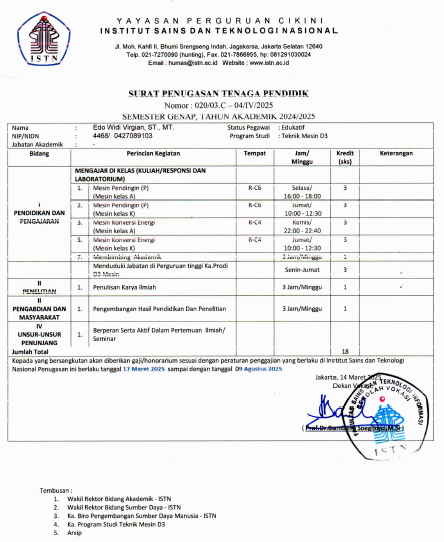 YAYASAN PERGURUAN CIKINI
INSTITUT SAINS DAN TEKNOLOGI NASIONAL
Jl. Moh. Kahfi II, Bhumi Srengseng Indah, Jagakarsa, Jakarta Selatan 12640
Telp. 021-7270090 (hunting), Fax. 021-7866955, hp: 081291030024
Email : humas@istn.ac.id Website : www.istn.ac.id
ISTN
SURAT PENUGASAN TENAGA PENDIDIK
Nomor : 020/03.C – 04/IV/2025
SEMESTER GENAP, TAHUN AKADEMIK 2024/2025
Nama : Edo Widi Virgian, ST., MT. Status Pegawai : Edukatif
NIP/NIDN : 4468/ 0427089103 Program Studi : Teknik Mesin D3
Jabatan Akademik : -
Bidang Perincian Kegiatan Tempat Jam/ Minggu Kredit (sks) Keterangan
I PENDIDIKAN DAN PENGAJARAN
MENGAJAR DI KELAS (KULIAH/RESPONSI DAN LABORATORIUM)
1. Mesin Pendingin (P) (Mesin kelas A) R-C6 Selasa/ 16:00 - 18:00 3
2. Mesin Pendingin (P) (Mesin kelas K) R-C6 Jumat/ 10:00 - 12:30 3
3. Mesin Konversi Energi (Mesin kelas A) R-C4 Kamis/ 22:00 - 22:40 3
5. Mesin Konversi Energi (Mesin kelas K) R-C4 Jumat/ 10:00 - 12:30 3
7. Membimbing Akademik 3 Jam/Minggu 1
Menduduki Jabatan di Perguruan tinggi Ka.Prodi D3 Mesin Senin-Jumat 3
II PENELITIAN 1. Penulisan Karya Ilmiah 3 Jam/Minggu 1
II PENGABDIAN DAN MASYARAKAT 1. Pengembangan Hasil Pendidikan Dan Penelitian 3 Jam/Minggu 1
IV UNSUR-UNSUR PENUNJANG 1. Berperan Serta Aktif Dalam Pertemuan Ilmiah/ Seminar
Jumlah Total 18
Kepada yang bersangkutan akan diberikan gaji/honorarium sesuai dengan peraturan penggajian yang berlaku di Institut Sains dan Teknologi
Nasional Penugasan ini berlaku tanggal 17 Maret 2025 sampai dengan tanggal 09 Agustus 2025
Jakarta, 14 Maret 2025
Dekan
SEKOLAH VOKASI
ISTN
Tembusan :
1. Wakil Rektor Bidang Akademik - ISTN
2. Wakil Rektor Bidang Sumber Daya - ISTN
3. Ka. Biro Pengembangan Sumber Daya Manusia - ISTN
4. Ka. Program Studi Teknik Mesin D3
5. Arsip